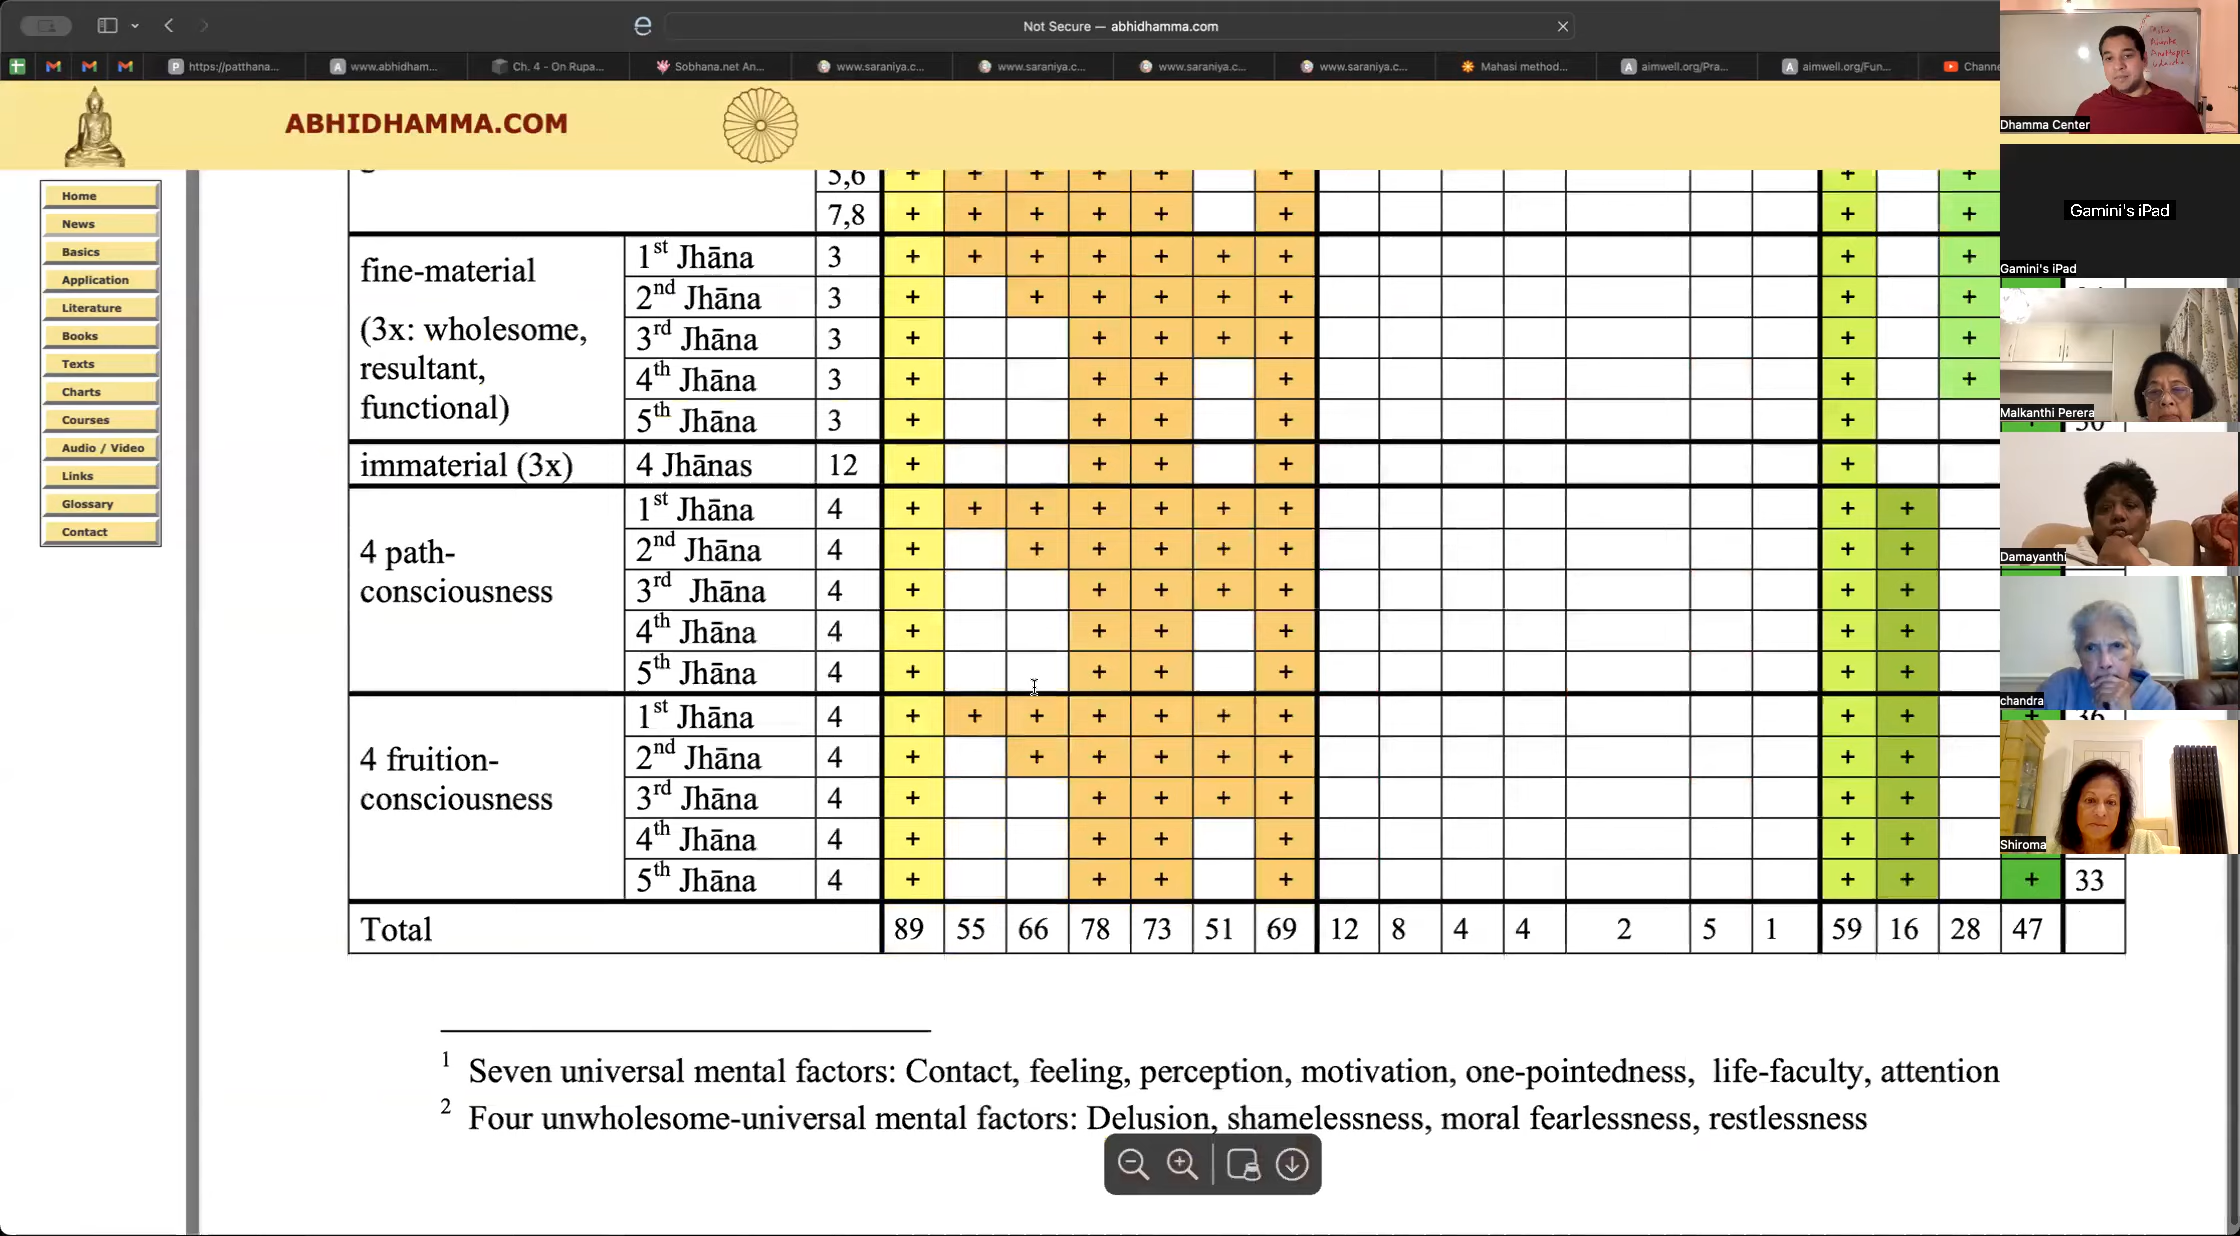 Not Secure — abhidhamma.com
https://patthana...
www.abhidham...
Ch. 4 - On Rupa...
Sobhana.net An...
www.saraniya.c...
www.saraniya.c...
www.saraniya.c...
www.saraniya.c...
Mahasi method...
aimwell.org/Pra...
aimwell.org/Fun...
Channe
ABHIDHAMMA.COM
Home
News
Basics
Application
Literature
Books
Texts
Charts
Courses
Audio / Video
Links
Glossary
Contact
5,6 + + + + + + + +
7,8 + + + + + + + +
fine-material
(3x: wholesome,
resultant,
functional)
1st Jhāna 3 + + + + + + + + +
2nd Jhāna 3 + + + + + + + +
3rd Jhāna 3 + + + + + + +
4th Jhāna 3 + + + + + +
5th Jhāna 3 + + + + +
immaterial (3x) 4 Jhānas 12 + + + + +
4 path-
consciousness
1st Jhāna 4 + + + + + + + + +
2nd Jhāna 4 + + + + + + + +
3rd Jhāna 4 + + + + + + +
4th Jhāna 4 + + + + + +
5th Jhāna 4 + + + + + +
4 fruition-
consciousness
1st Jhāna 4 + + + + + + + + + + 36
2nd Jhāna 4 + + + + + + + +
3rd Jhāna 4 + + + + + + +
4th Jhāna 4 + + + + + +
5th Jhāna 4 + + + + + + + 33
Total 89 55 66 78 73 51 69 12 8 4 4 2 5 1 59 16 28 47
1 Seven universal mental factors: Contact, feeling, perception, motivation, one-pointedness, life-faculty, attention
2 Four unwholesome-universal mental factors: Delusion, shamelessness, moral fearlessness, restlessness
Dhamma Center
Gamini's iPad
Gamini's iPad
Malkanthi Perera
Damayanthi
chandra
Shiroma